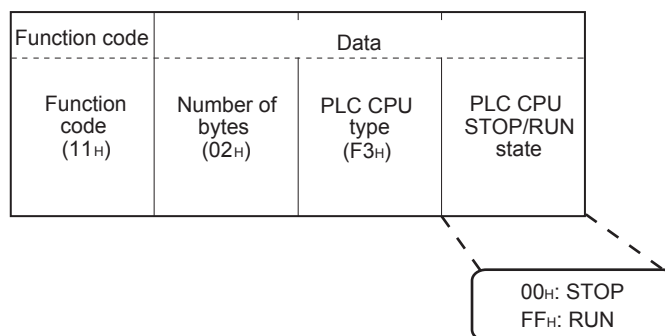 Function code
Data
Function
code
(11H)
Number of
bytes
(02H)
PLC CPU
type
(F3H)
PLC CPU
STOP/RUN
state
00H: STOP
FFH: RUN